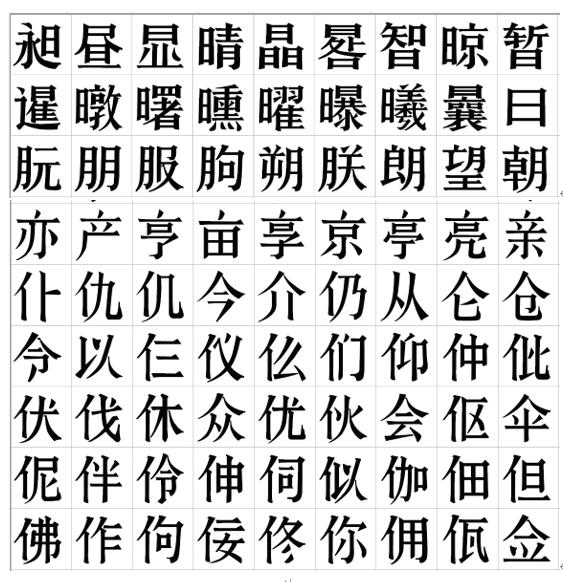 昶昼显晴晶晷智晾暂
暹暾曙曛曜曝曦曩曰
朊朋服朐朔朕朗望朝
亦产亨亩享京亭亮亲
仆仇仉今介仍从仑仓
令以仨仪仫们仰仲仳
伏伐休众优伙会伛伞
伲伴伶伸伺似伽佃但
佛作佝佞佟你佣佤佥